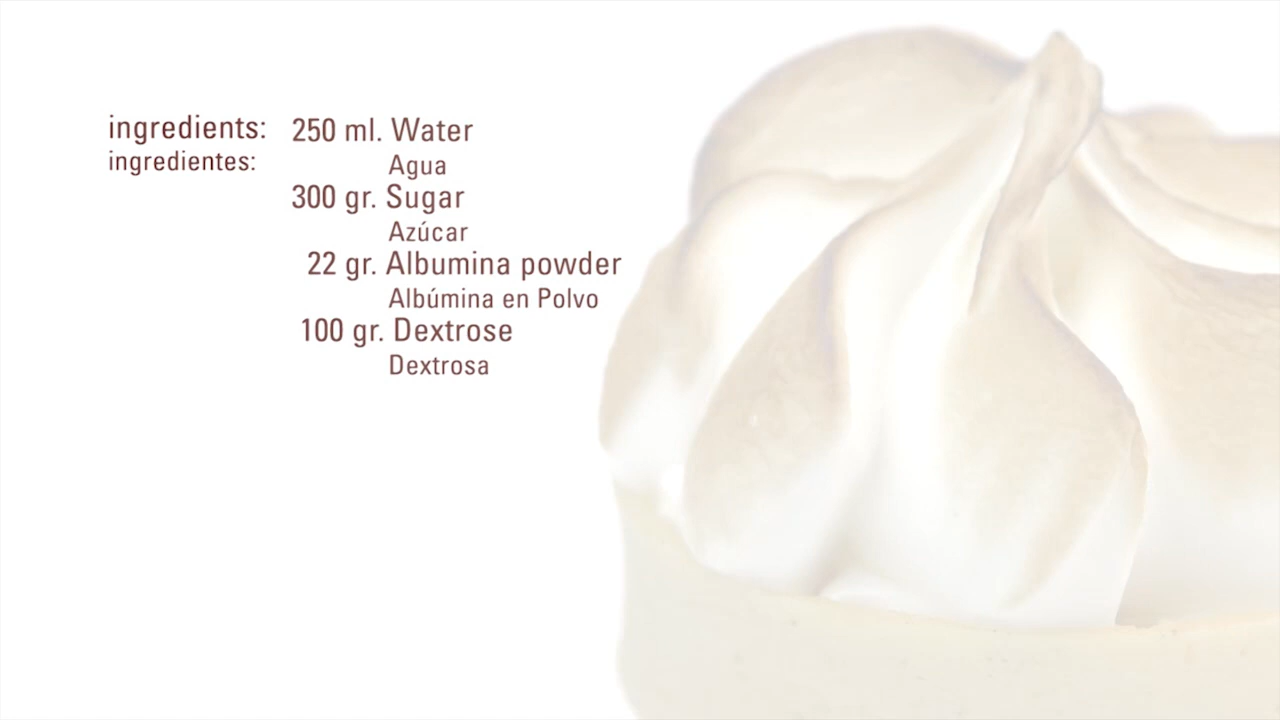 ingredients: 250 ml. Water
ingredientes: Agua
300 gr. Sugar
Azúcar
22 gr. Albumina powder
Albúmina en Polvo
100 gr. Dextrose
Dextrosa